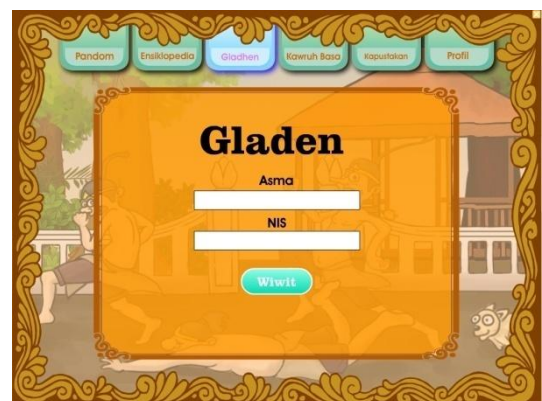 Pandom Ensiklopedia Gladhen Kawruh Basa Kapustakan Profil
Gladen
Asma
NIS
Wiwit